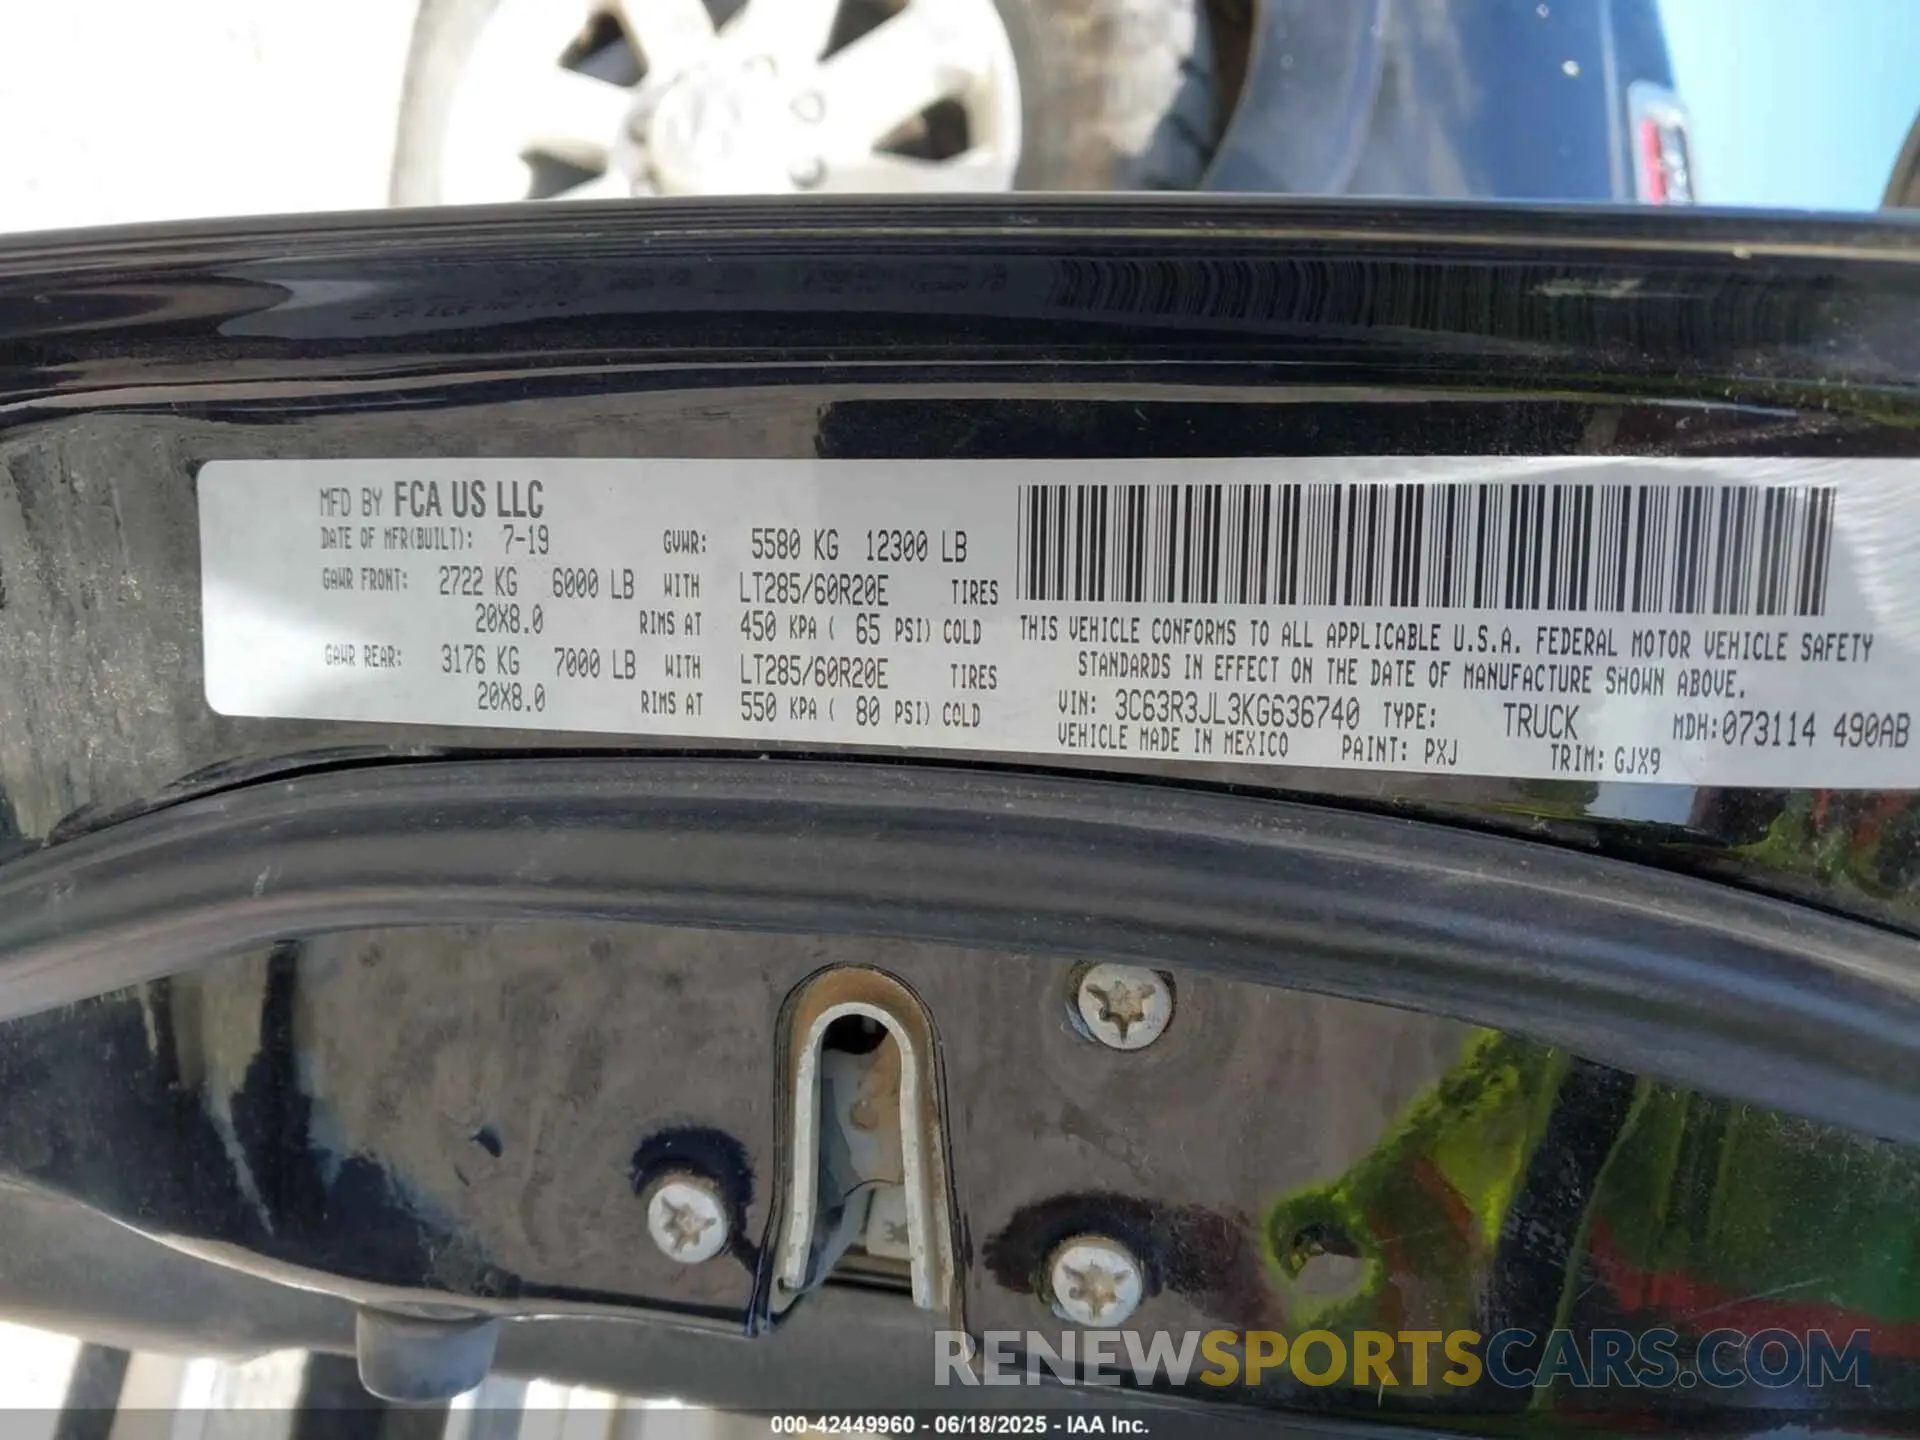 MFD BY FCA US LLC
DATE OF MFR(BUILT): 7-19 GVWR: 5580 KG 12300 LB
GAWR FRONT: 2722 KG 6000 LB WITH LT285/60R20E TIRES
20X8.0 RIMS AT 450 KPA ( 65 PSI) COLD
GAWR REAR: 3176 KG 7000 LB WITH LT285/60R20E TIRES
20X8.0 RIMS AT 550 KPA ( 80 PSI) COLD
THIS VEHICLE CONFORMS TO ALL APPLICABLE U.S.A. FEDERAL MOTOR VEHICLE SAFETY
STANDARDS IN EFFECT ON THE DATE OF MANUFACTURE SHOWN ABOVE.
VIN: 3C63R3JL3KG636740 TYPE: TRUCK MDH:073114 490AB
VEHICLE MADE IN MEXICO PAINT: PXJ TRIM: GJX9
RENEWSPORTSCARS.COM
000-42449960 - 06/18/2025 - IAA Inc.